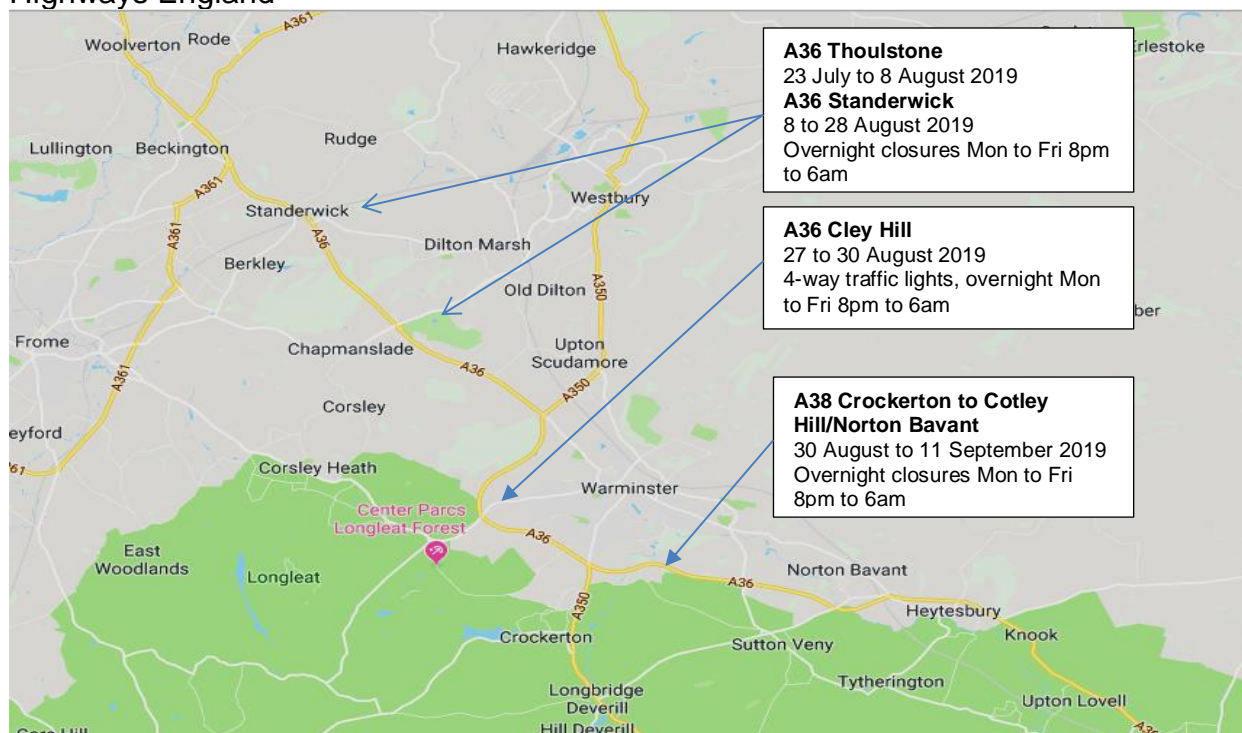 Highways England
A361
Woolverton
Rode
Hawkeridge
Erlestoke
A36 Thoulstone
23 July to 8 August 2019
A36 Standerwick
8 to 28 August 2019
Overnight closures Mon to Fri 8pm
to 6am
Rudge
Lullington
Beckington
A361
Westbury
Standerwick
A361
A36
Dilton Marsh
Berkley
A350
Old Dilton
A36 Cley Hill
27 to 30 August 2019
4-way traffic lights, overnight Mon
to Fri 8pm to 6am
ber
Frome
Chapmanslade
Upton
Scudamore
A361
A36
A350
Corsley
eyford
A38 Crockerton to Cotley
Hill/Norton Bavant
30 August to 11 September 2019
Overnight closures Mon to Fri
8pm to 6am
61
Corsley Heath
Warminster
Center Parcs
Longleat Forest
A36
East
Woodlands
Longleat
Norton Bavant
A36
A350
Heytesbury
Crockerton
Knook
Sutton Veny
Tytherington
Longbridge
Deverill
Upton Lovell
Hill Deverill